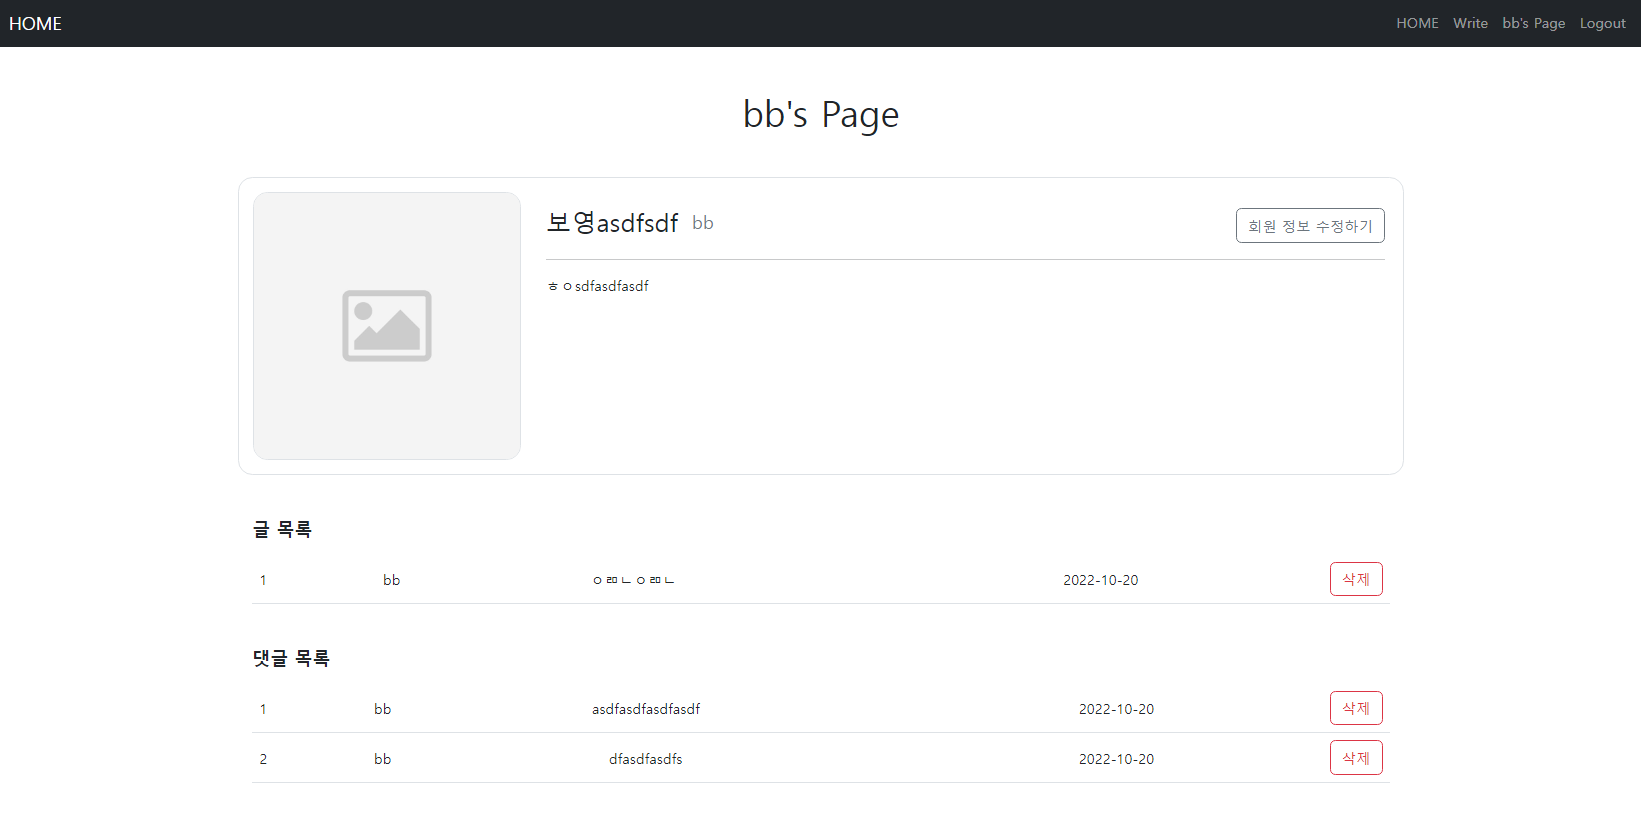 HOME
HOME Write bb's Page Logout
bb's Page
보영asdfsdf bb
회원 정보 수정하기
ㅎㅇsdfasdfasdf
글 목록
1 bb ㅇㄻㄴㅇㄻㄴ 2022-10-20 삭제
댓글 목록
1 bb asdfasdfasdfasdf 2022-10-20 삭제
2 bb dfasdfasdfs 2022-10-20 삭제